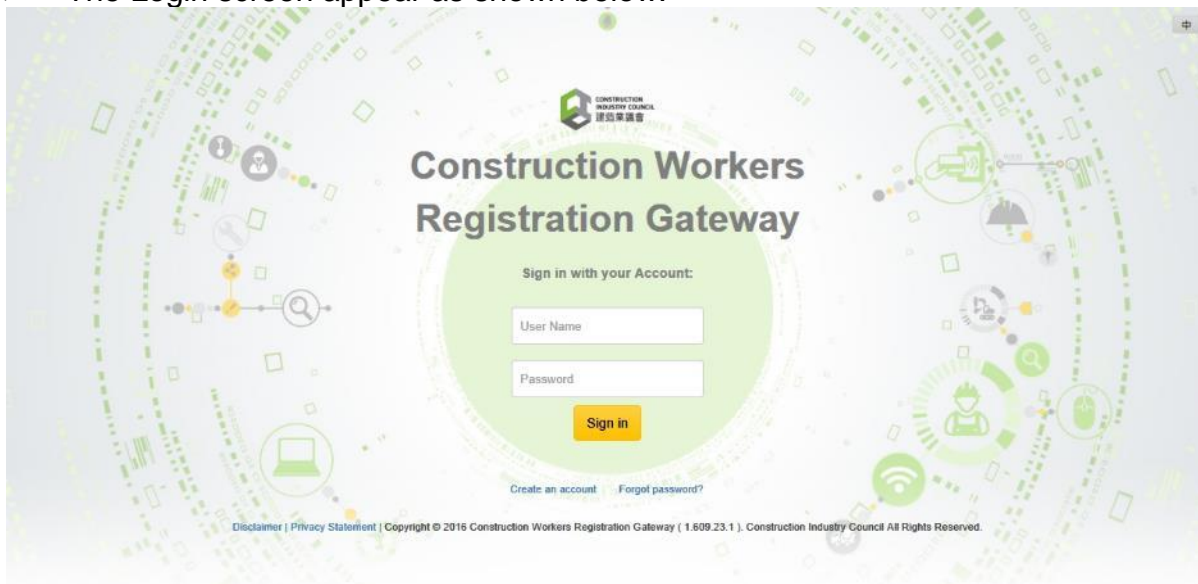 The Login screen appear as shown below.
中
CONSTRUCTION
INDUSTRY COUNCIL
建造業議會
Construction Workers
Registration Gateway
Sign in with your Account:
User Name
Password
Sign in
Create an account Forgot password?
Disclaimer | Privacy Statement | Copyright © 2016 Construction Workers Registration Gateway ( 1.609.23.1 ). Construction Industry Council All Rights Reserved.